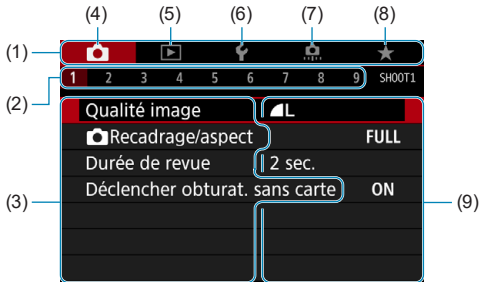 (4) (5) (6) (7) (8)
(1)
1 2 3 4 5 6 7 8 9 SHOOT1
(2)
Qualité image L
Recadrage/aspect FULL
Durée de revue 2 sec.
Déclencher obturat. sans carte ON
(3) (9)